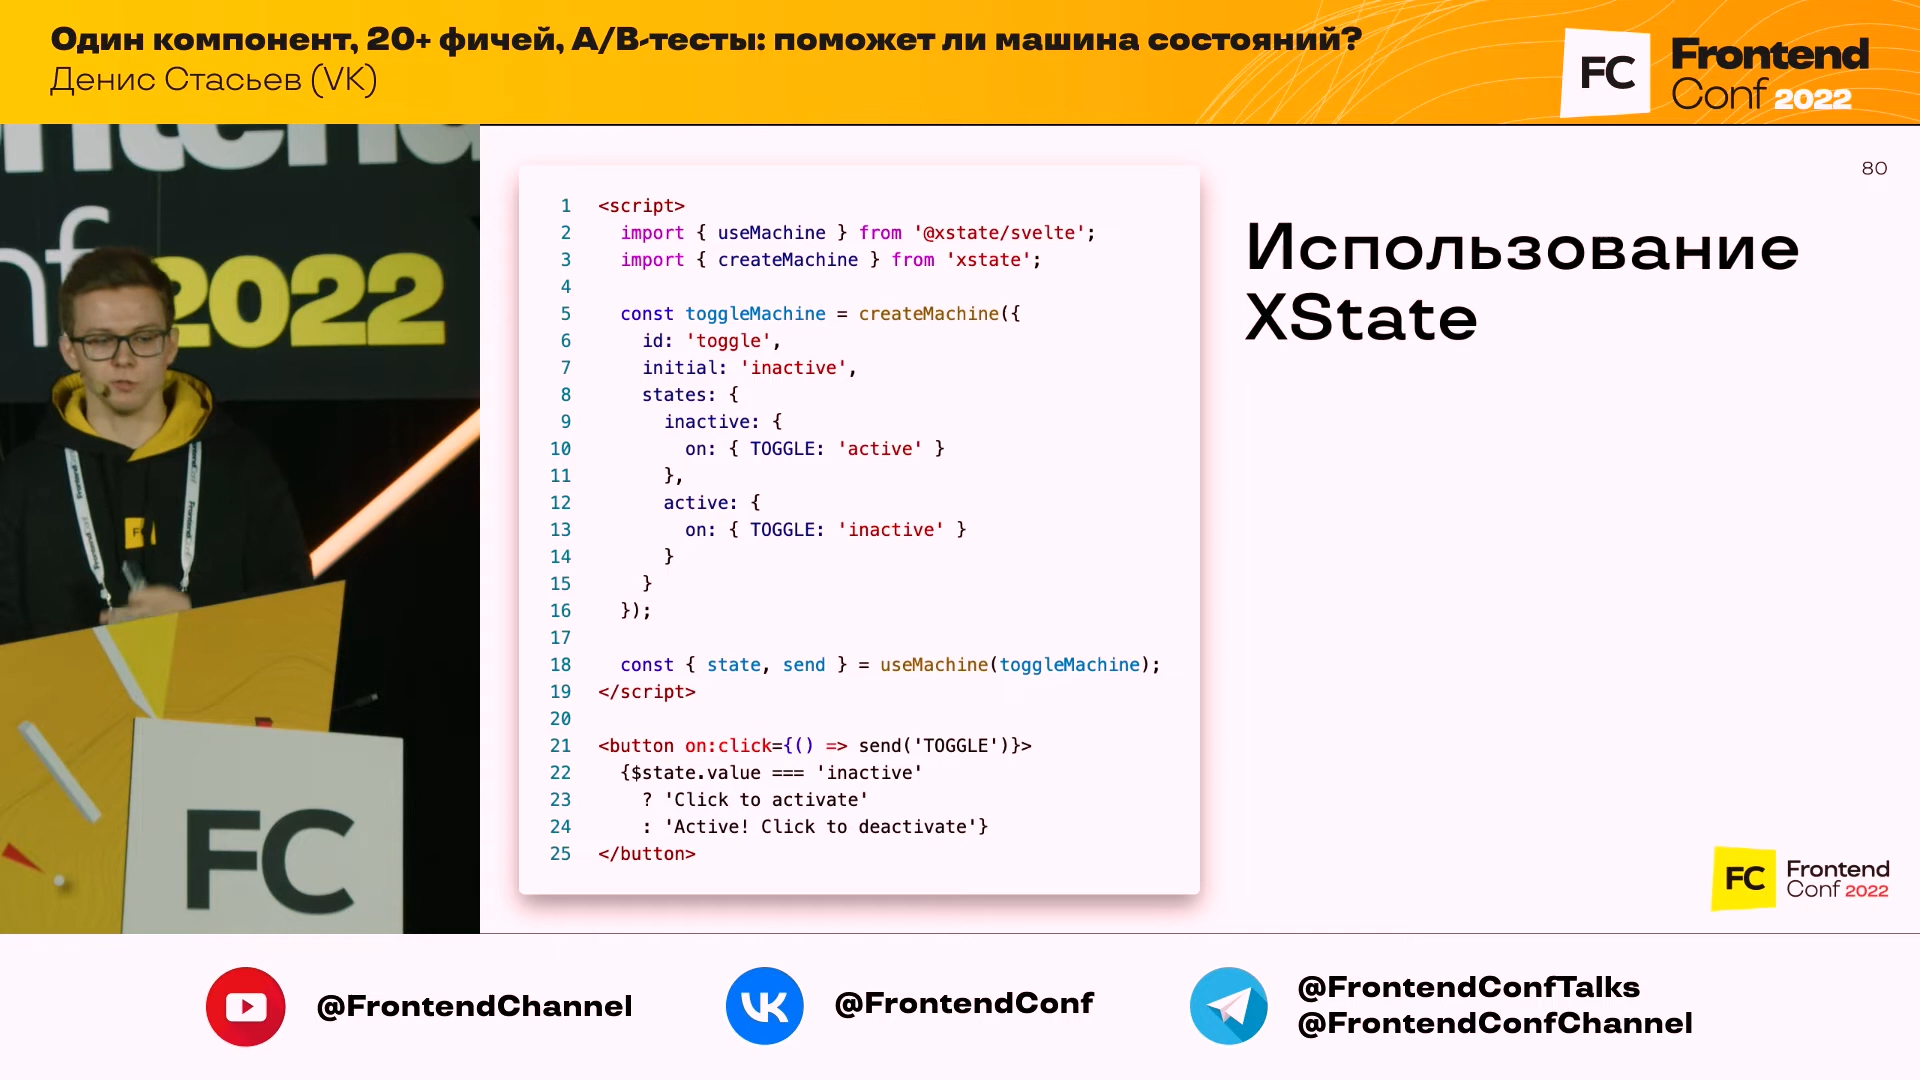 Один компонент, 20+ фичей, A/B-тесты: поможет ли машина состояний?
Денис Стасьев (VK)
FC
Frontend
Conf 2022
2022
FC
80
1 <script>
2 import { useMachine } from '@xstate/svelte';
3 import { createMachine } from 'xstate';
4
5 const toggleMachine = createMachine({
6 id: 'toggle',
7 initial: 'inactive',
8 states: {
9 inactive: {
10 on: { TOGGLE: 'active' }
11 },
12 active: {
13 on: { TOGGLE: 'inactive' }
14 }
15 }
16 });
17
18 const { state, send } = useMachine(toggleMachine);
19 </script>
20
21 <button on:click={() => send('TOGGLE')}>
22 {$state.value === 'inactive'
23 ? 'Click to activate'
24 : 'Active! Click to deactivate'}
25 </button>
Использование
XState
FC
Frontend
Conf 2022
@FrontendChannel
@FrontendConf
@FrontendConfTalks
@FrontendConfChannel